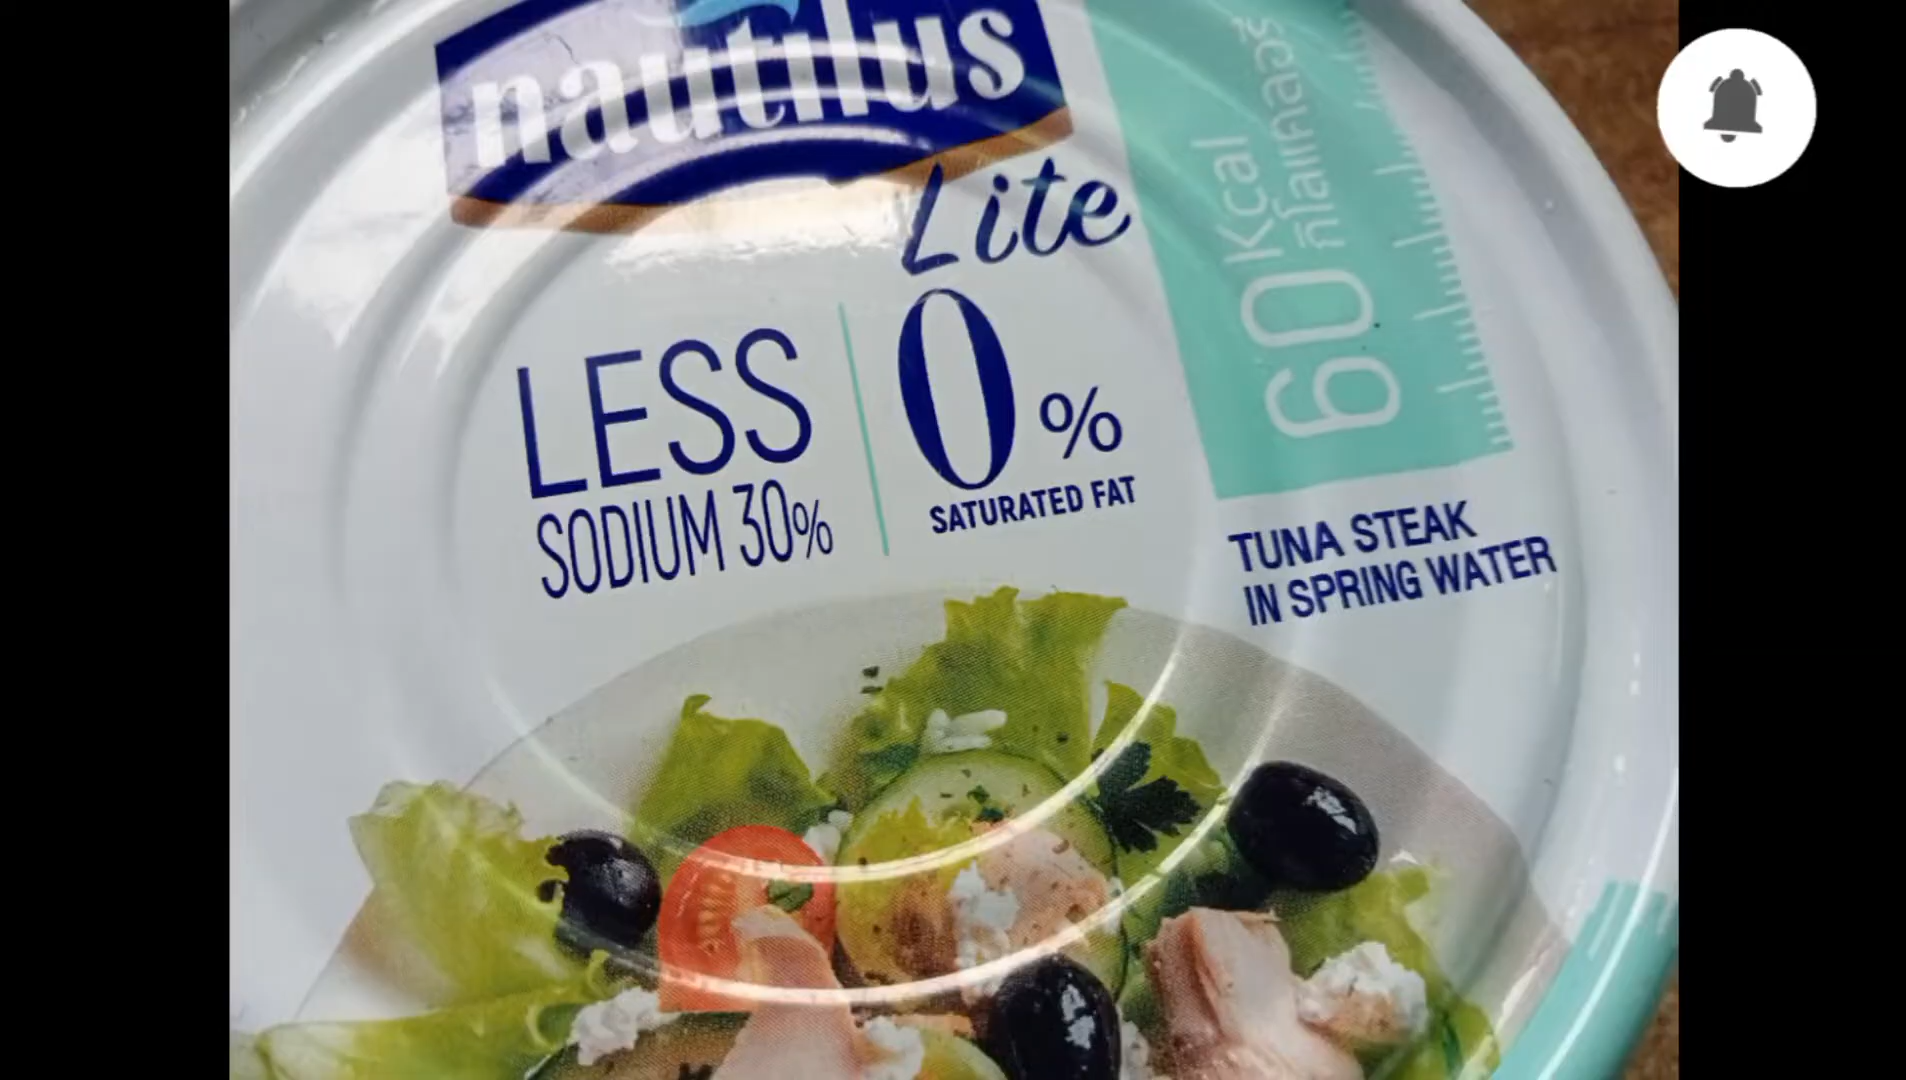 nautilus
Lite
LESS
SODIUM 30%
0 %
SATURATED FAT
60 Kcal
กิโลแคลอรี่
TUNA STEAK
IN SPRING WATER